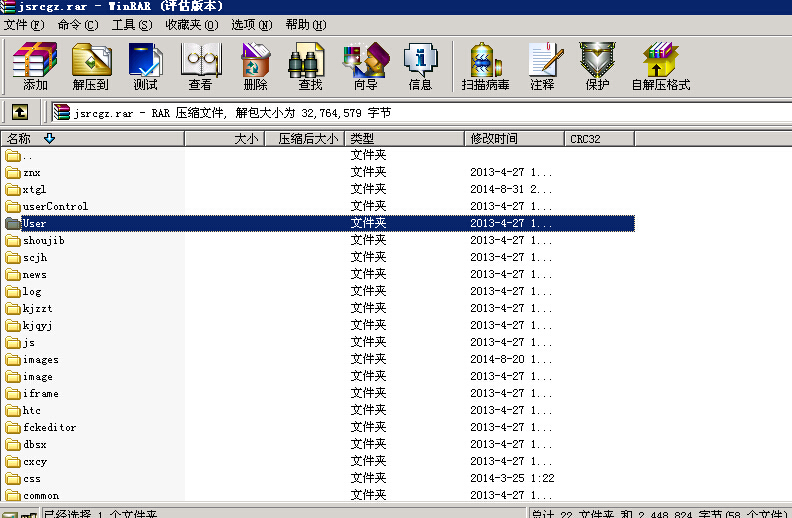 jsrcgz.rar - WinRAR (评估版本)
文件(F) 命令(C) 工具(S) 收藏夹(O) 选项(N) 帮助(H)
添加 解压到 测试 查看 删除 查找 向导 信息 扫描病毒 注释 保护 自解压格式
jsrcgz.rar - RAR 压缩文件, 解包大小为 32,764,579 字节
名称 大小 压缩后大小 类型 修改时间 CRC32
.. 文件夹
znx 文件夹 2013-4-27 1...
xtgl 文件夹 2014-8-31 2...
userControl 文件夹 2013-4-27 1...
User 文件夹 2013-4-27 1...
shoujib 文件夹 2013-4-27 1...
scjh 文件夹 2013-4-27 1...
news 文件夹 2013-4-27 1...
log 文件夹 2013-4-27 1...
kjzzt 文件夹 2013-4-27 1...
kjqyj 文件夹 2013-4-27 1...
js 文件夹 2013-4-27 1...
images 文件夹 2014-8-20 1...
image 文件夹 2013-4-27 1...
iframe 文件夹 2013-4-27 1...
htc 文件夹 2013-4-27 1...
fckeditor 文件夹 2013-4-27 1...
dbsx 文件夹 2013-4-27 1...
cxcy 文件夹 2013-4-27 1...
css 文件夹 2014-3-25 1:22
common 文件夹 2013-4-27 1...
已经选择 1 个文件夹 总计 22 文件夹 和 2,448,824 字节(58 个文件)